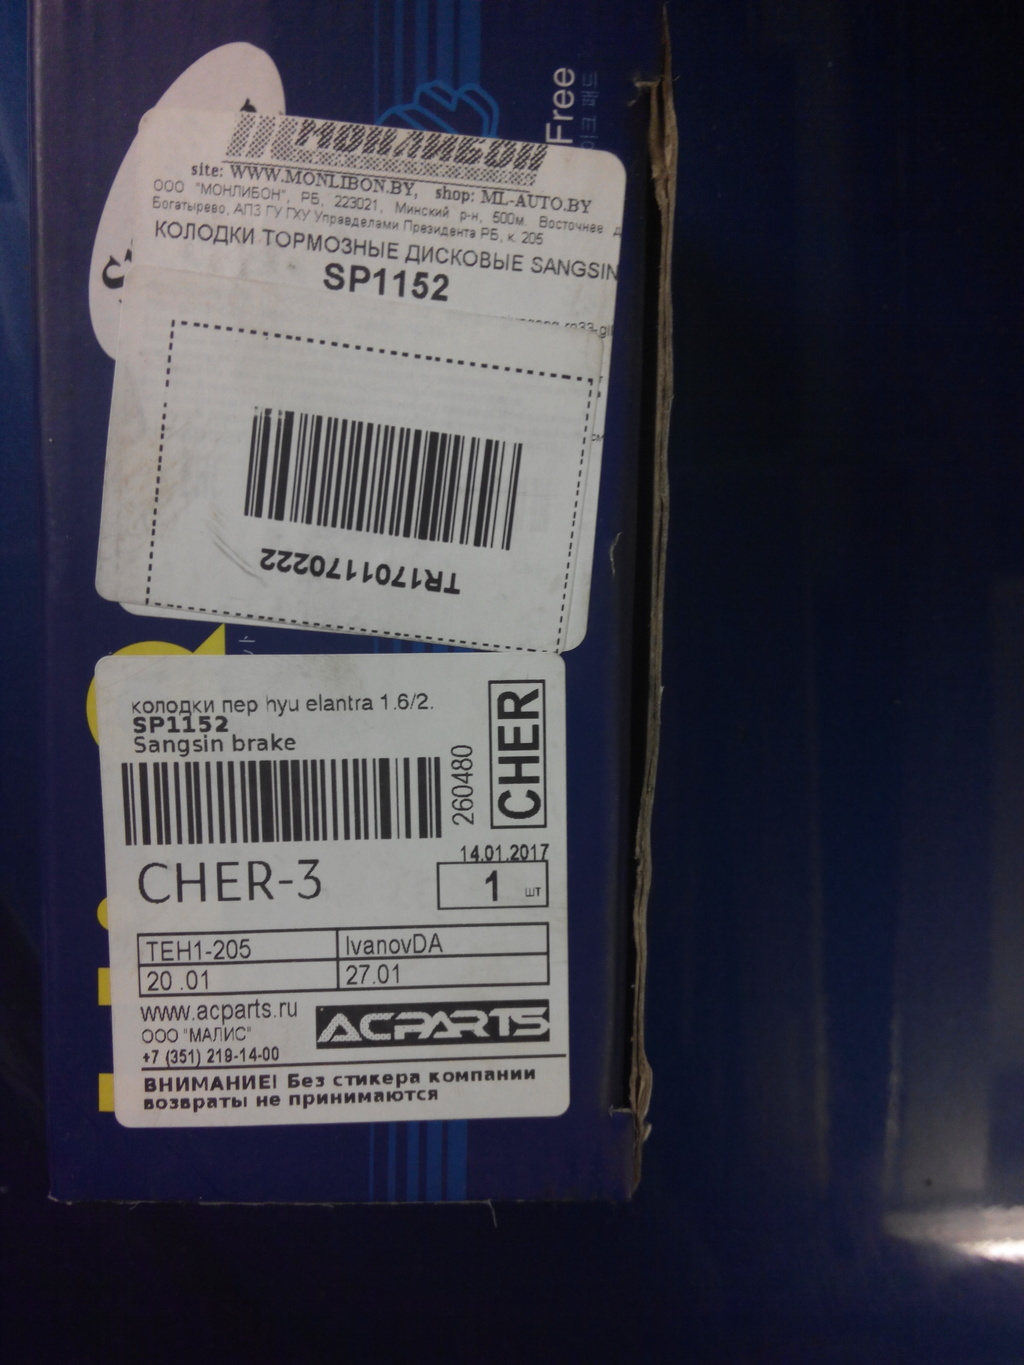 Free
МОНЛИБОН
site: WWW.MONLIBON.BY, shop: ML-AUTO.BY
ООО "МОНЛИБОН", РБ, 223021, Минский р-н, 500м. Восточнее д
Богатырево, АПЗ ГУ ГХУ Управделами Президента РБ, к. 205
КОЛОДКИ ТОРМОЗНЫЕ ДИСКОВЫЕ SANGSIN
SP1152
TR1701170222
колодки пер hyu elantra 1.6/2.
SP1152
Sangsin brake
260480
CHER
CHER-3
14.01.2017
1 шт
TEH1-205 IvanovDA
20 .01 27.01
www.acparts.ru
ООО "МАЛИС"
+7 (351) 219-14-00
ACPARTS
ВНИМАНИЕ! Без стикера компании
возвраты не принимаются